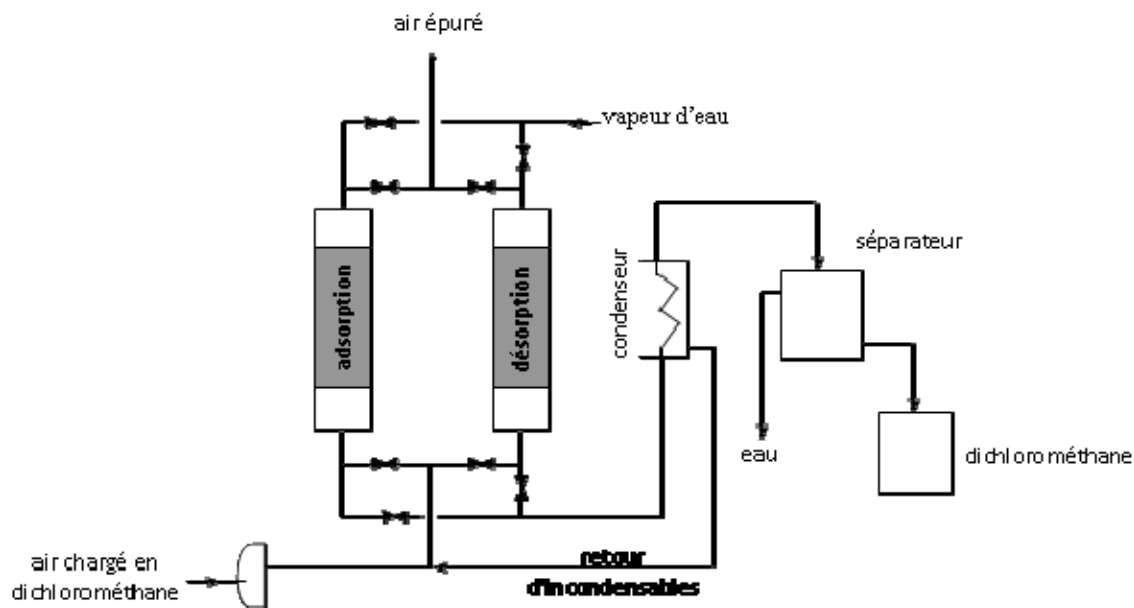 air épuré
vapeur d'eau
séparateur
condenseur
adsorption
désorption
eau
dichlorométhane
air chargé en
dichlorométhane
retour
d'incondensables